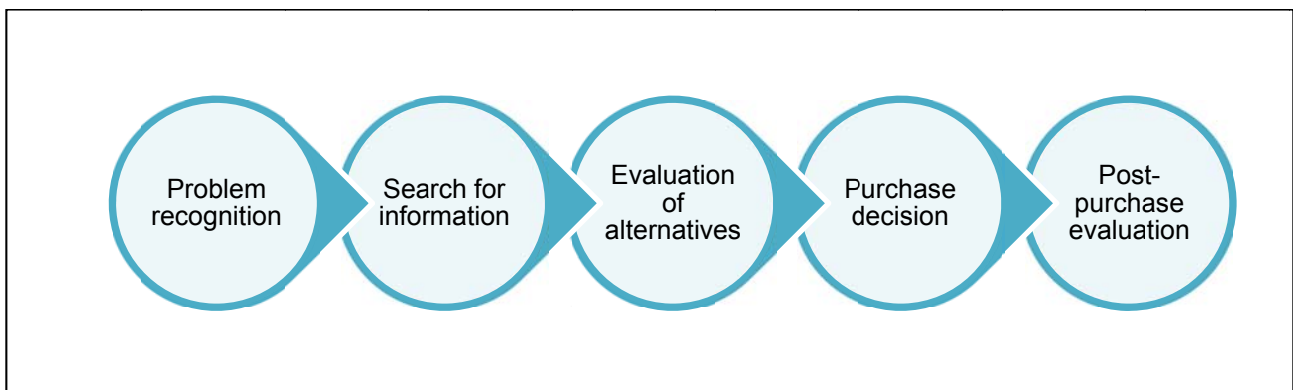 Problem
recognition
Search for
information
Evaluation
of
alternatives
Purchase
decision
Post-
purchase
evaluation